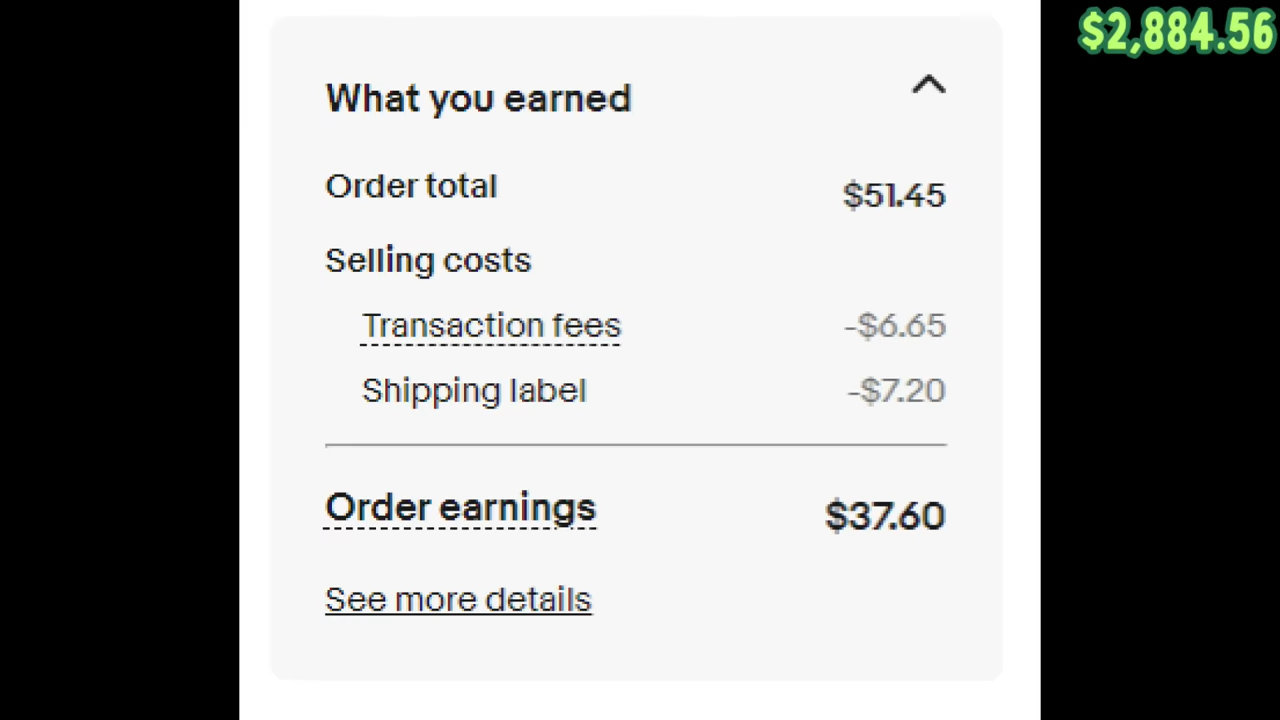 $2,884.56
What you earned
Order total $51.45
Selling costs
Transaction fees -$6.65
Shipping label -$7.20
Order earnings $37.60
See more details